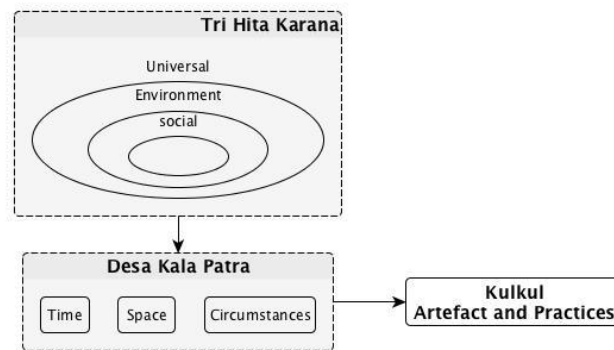 Tri Hita Karana
Universal
Environment
social
Desa Kala Patra
Time
Space
Circumstances
Kulkul
Artefact and Practices